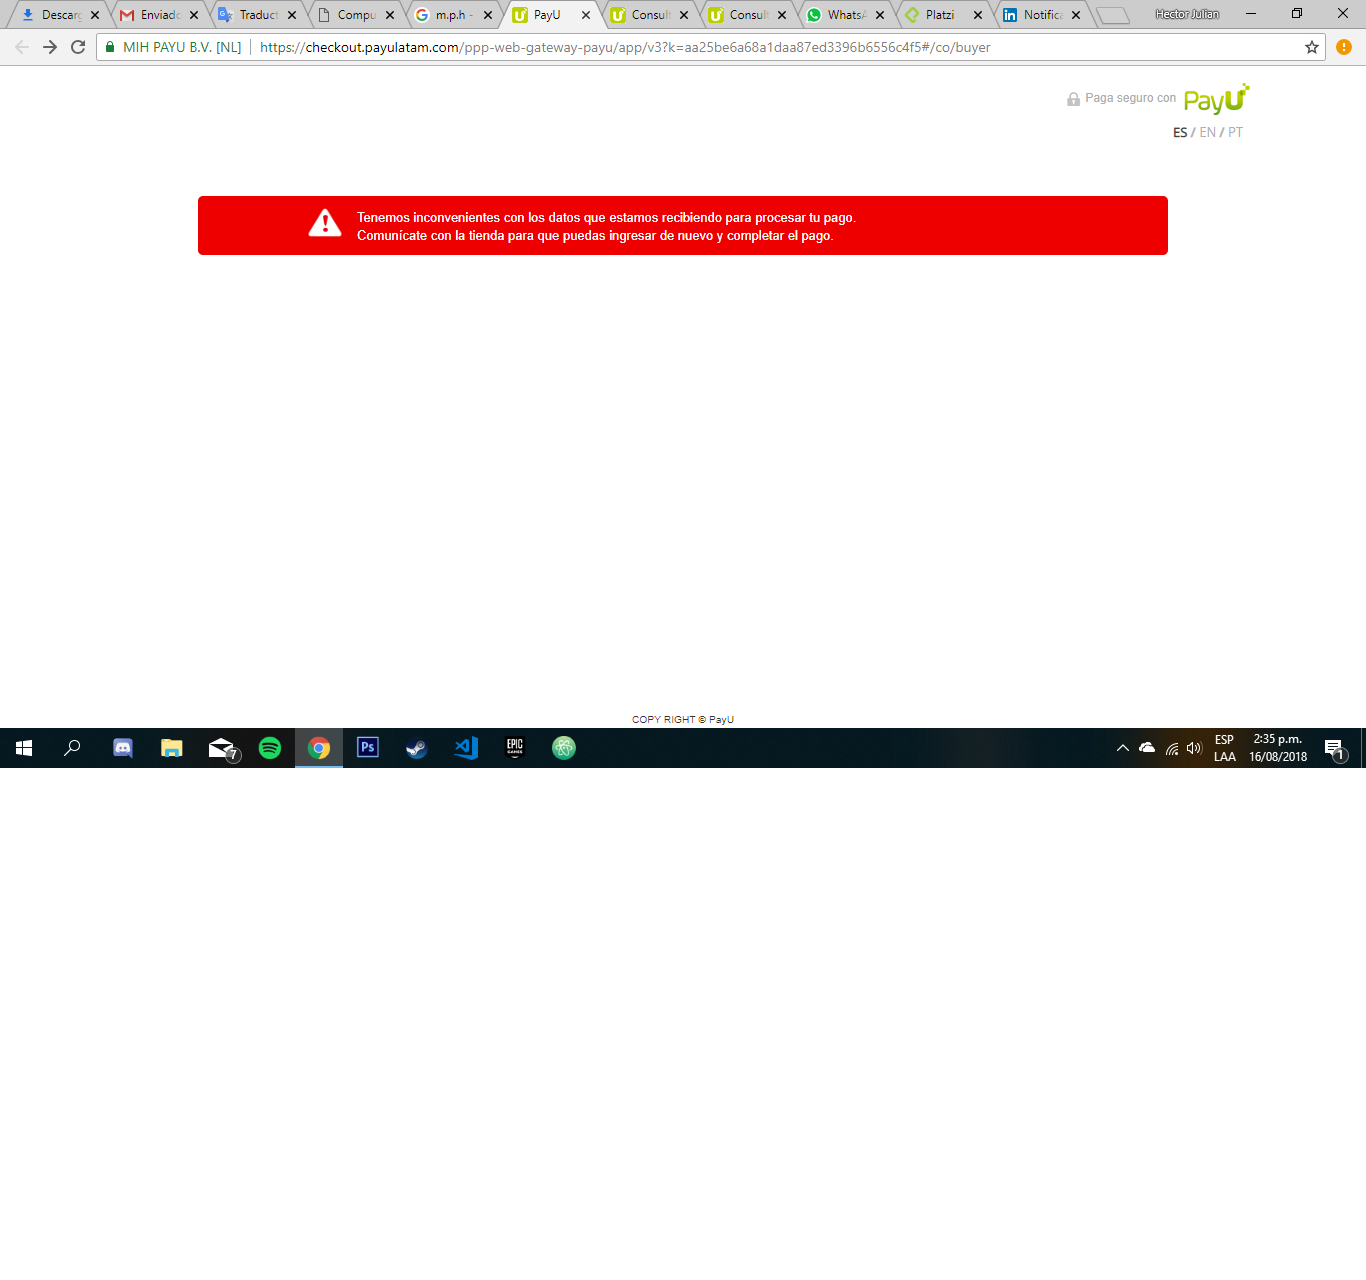 Descarg
Enviado
Traduct
Compu
m.p.h -
PayU
Consult
Consult
WhatsA
Platzi
Notifica
Hector Julian
MIH PAYU B.V. [NL]
https://checkout.payulatam.com/ppp-web-gateway-payu/app/v3?k=aa25be6a68a1daa87ed3396b6556c4f5#/co/buyer
Paga seguro con PayU
ES / EN / PT
Tenemos inconvenientes con los datos que estamos recibiendo para procesar tu pago.
Comunícate con la tienda para que puedas ingresar de nuevo y completar el pago.
COPY RIGHT © PayU
7
Ps
EPIC
GAMES
ESP
LAA
2:35 p.m.
16/08/2018
1